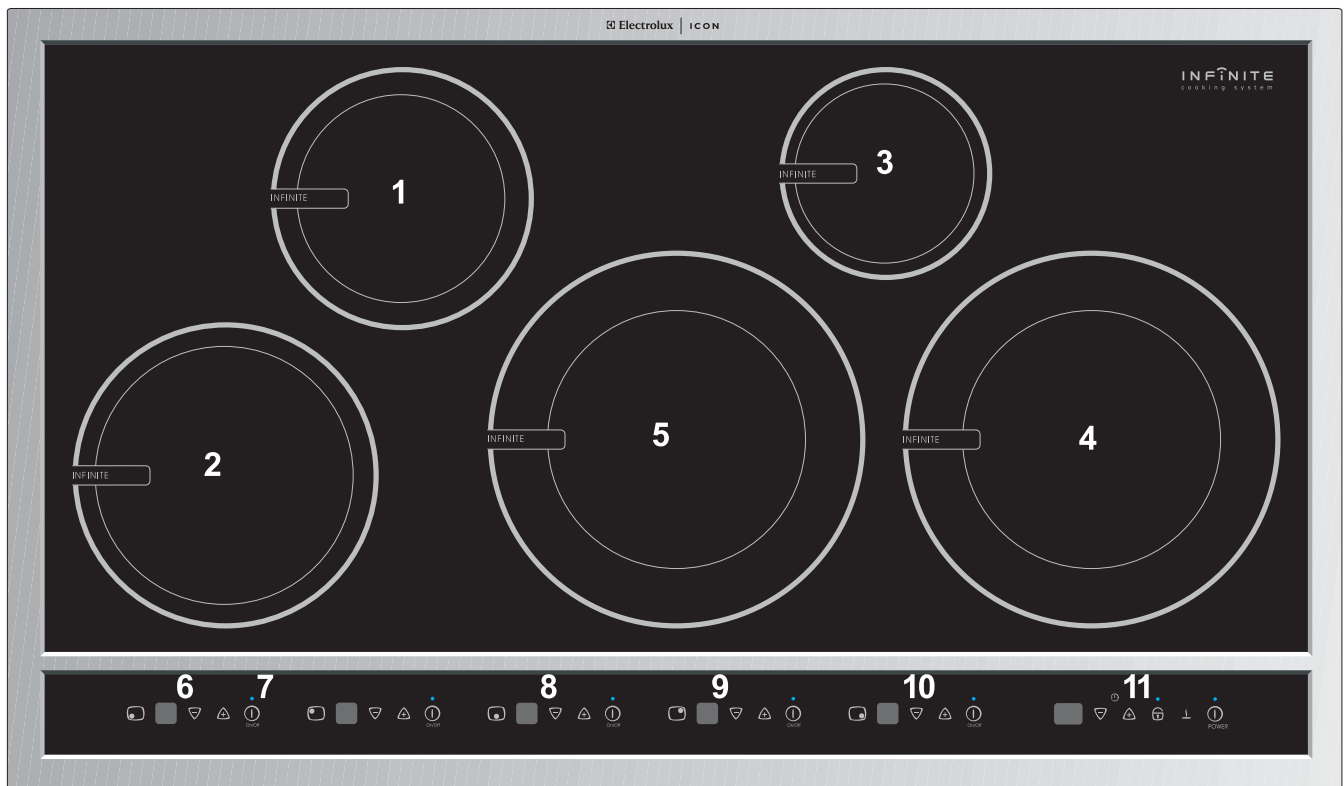 Electrolux | ICON
INFINITE
cooking system
3
INFINITE
1
INFINITE
5
INFINITE
4
INFINITE
2
INFINITE
6 7 8 9 10 11
On/Off On/Off On/Off On/Off On/Off POWER